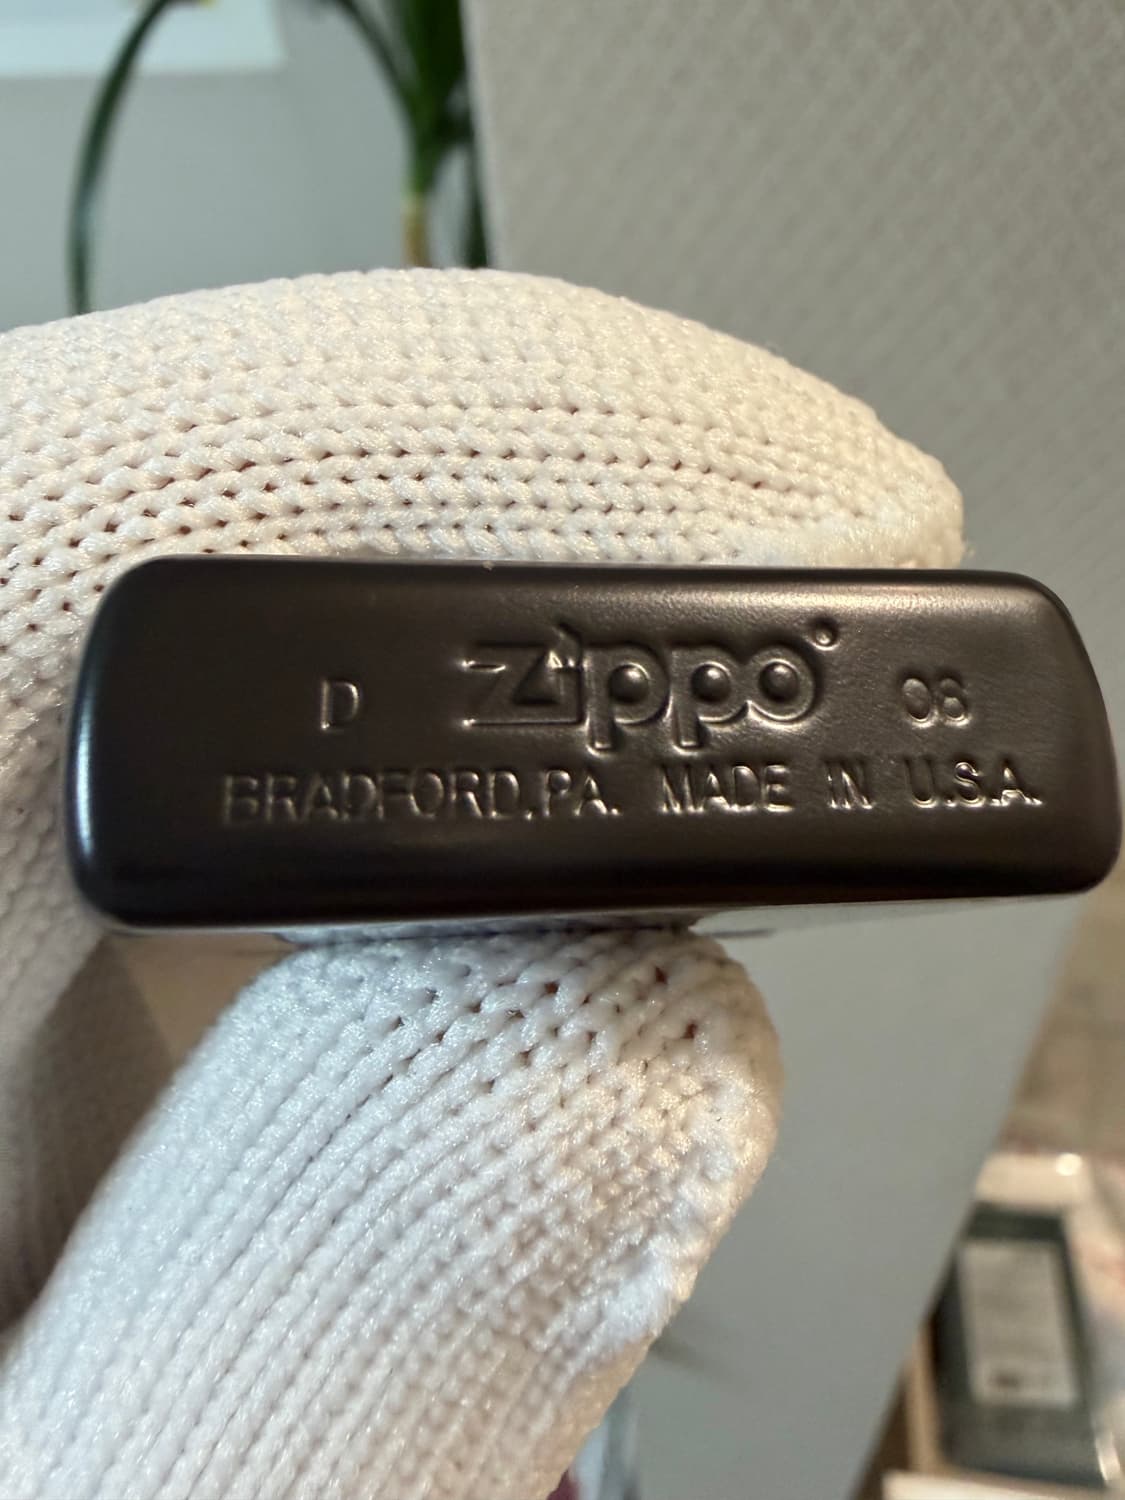 D zippo 08
BRADFORD, PA. MADE IN U.S.A.